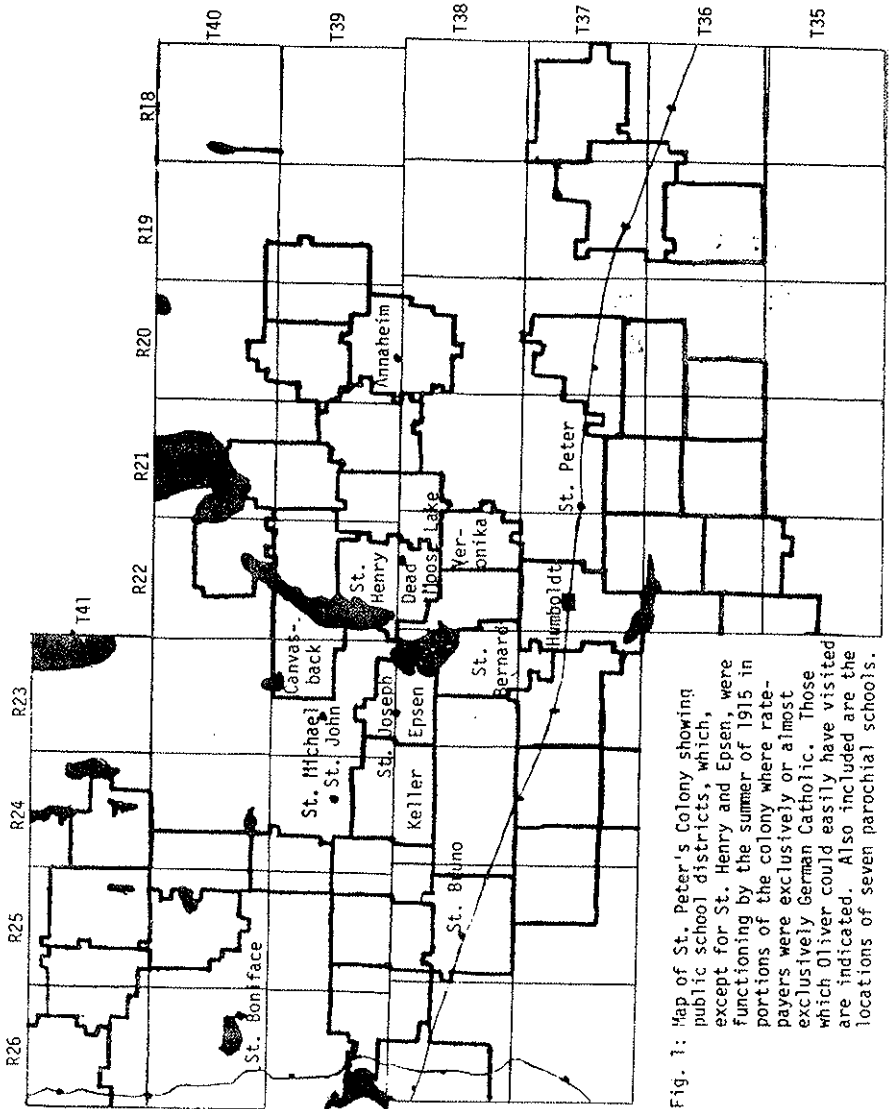 T40
T39
T38
T37
T36
T35
R18
R19
R20
R21
R22
T41
R23
R24
R25
R26
Annaheim
St.
Henry
Dead
Moose Lake
Ver-
onika
St. Peter
Humboldt
Canvas-
back
St. Michael
St. John
St. Joseph
Epsen
St.
Bernard
Keller
St. Bruno
St. Boniface
Fig. 1: Map of St. Peter's Colony showing
public school districts, which,
except for St. Henry and Epsen, were
functioning by the summer of 1915 in
portions of the colony where rate-
payers were exclusively or almost
exclusively German Catholic. Those
which Oliver could easily have visited
are indicated. Also included are the
locations of seven parochial schools.